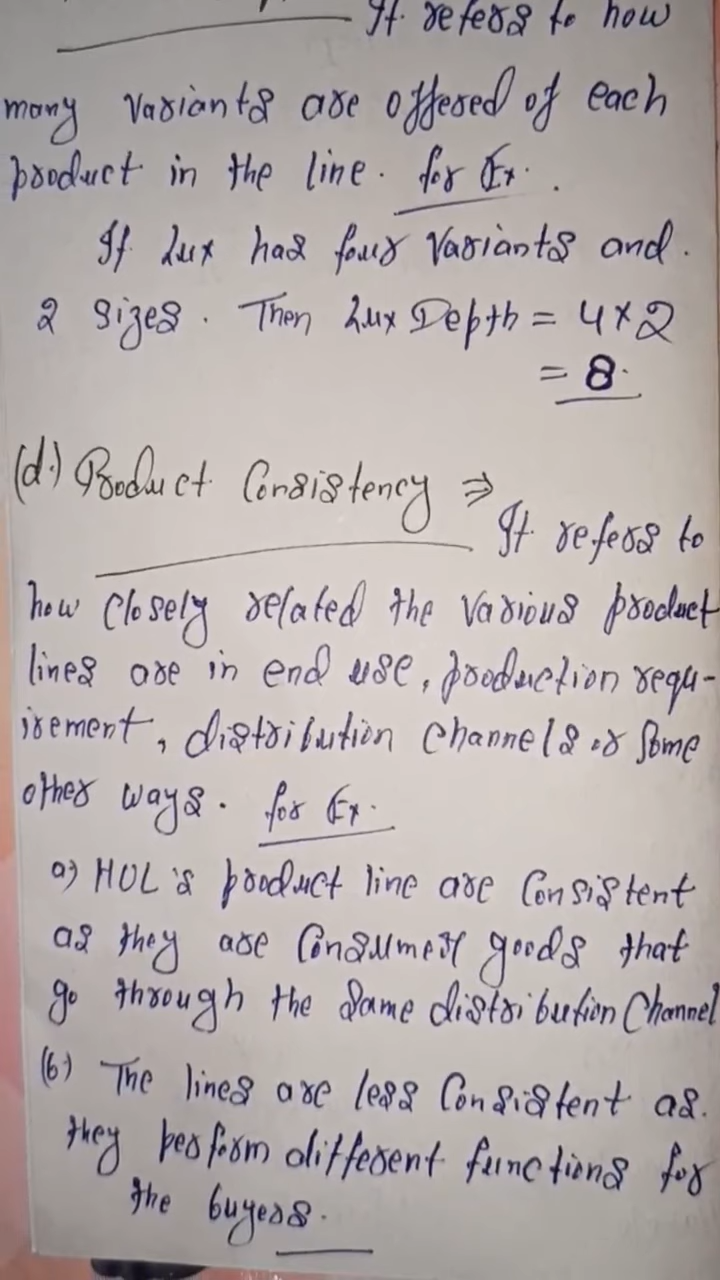 It refers to how
many variants are offered of each
product in the line. for Ex.
If Lux has four variants and
2 sizes. Then Lux Depth = 4 x 2
= 8.
(d.) Product Consistency ⇒
It refers to
how closely related the various product
lines are in end use, production requ-
irement, distribution channels or some
other ways. for Ex.
a) HUL's product line are Consistent
as they are Consumer goods that
go through the same distribution Channel
(b) The lines are less Consistent as.
they perform different functions for
the buyers.